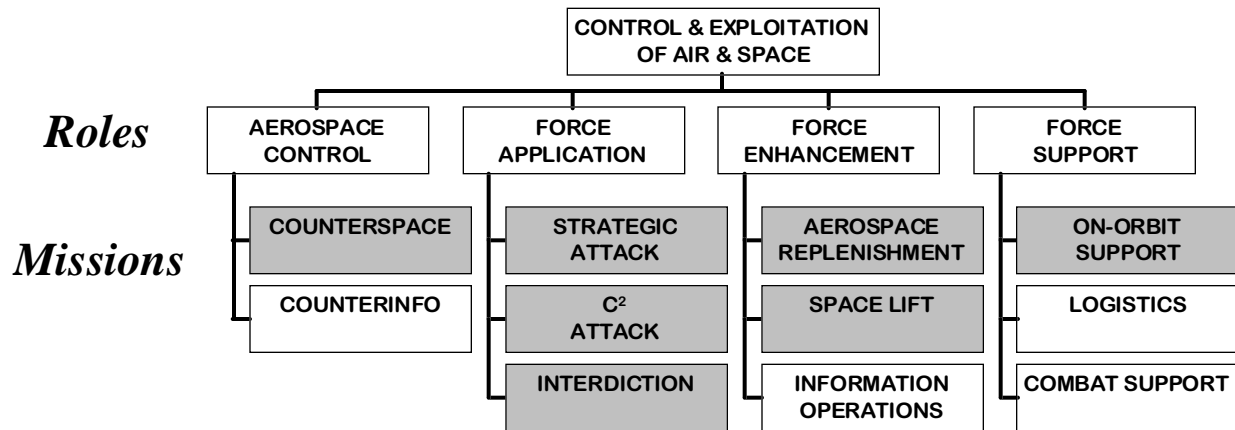 CONTROL & EXPLOITATION
OF AIR & SPACE
Roles
AEROSPACE
CONTROL
FORCE
APPLICATION
FORCE
ENHANCEMENT
FORCE
SUPPORT
Missions
COUNTERSPACE
COUNTERINFO
STRATEGIC
ATTACK
C²
ATTACK
INTERDICTION
AEROSPACE
REPLENISHMENT
SPACE LIFT
INFORMATION
OPERATIONS
ON-ORBIT
SUPPORT
LOGISTICS
COMBAT SUPPORT